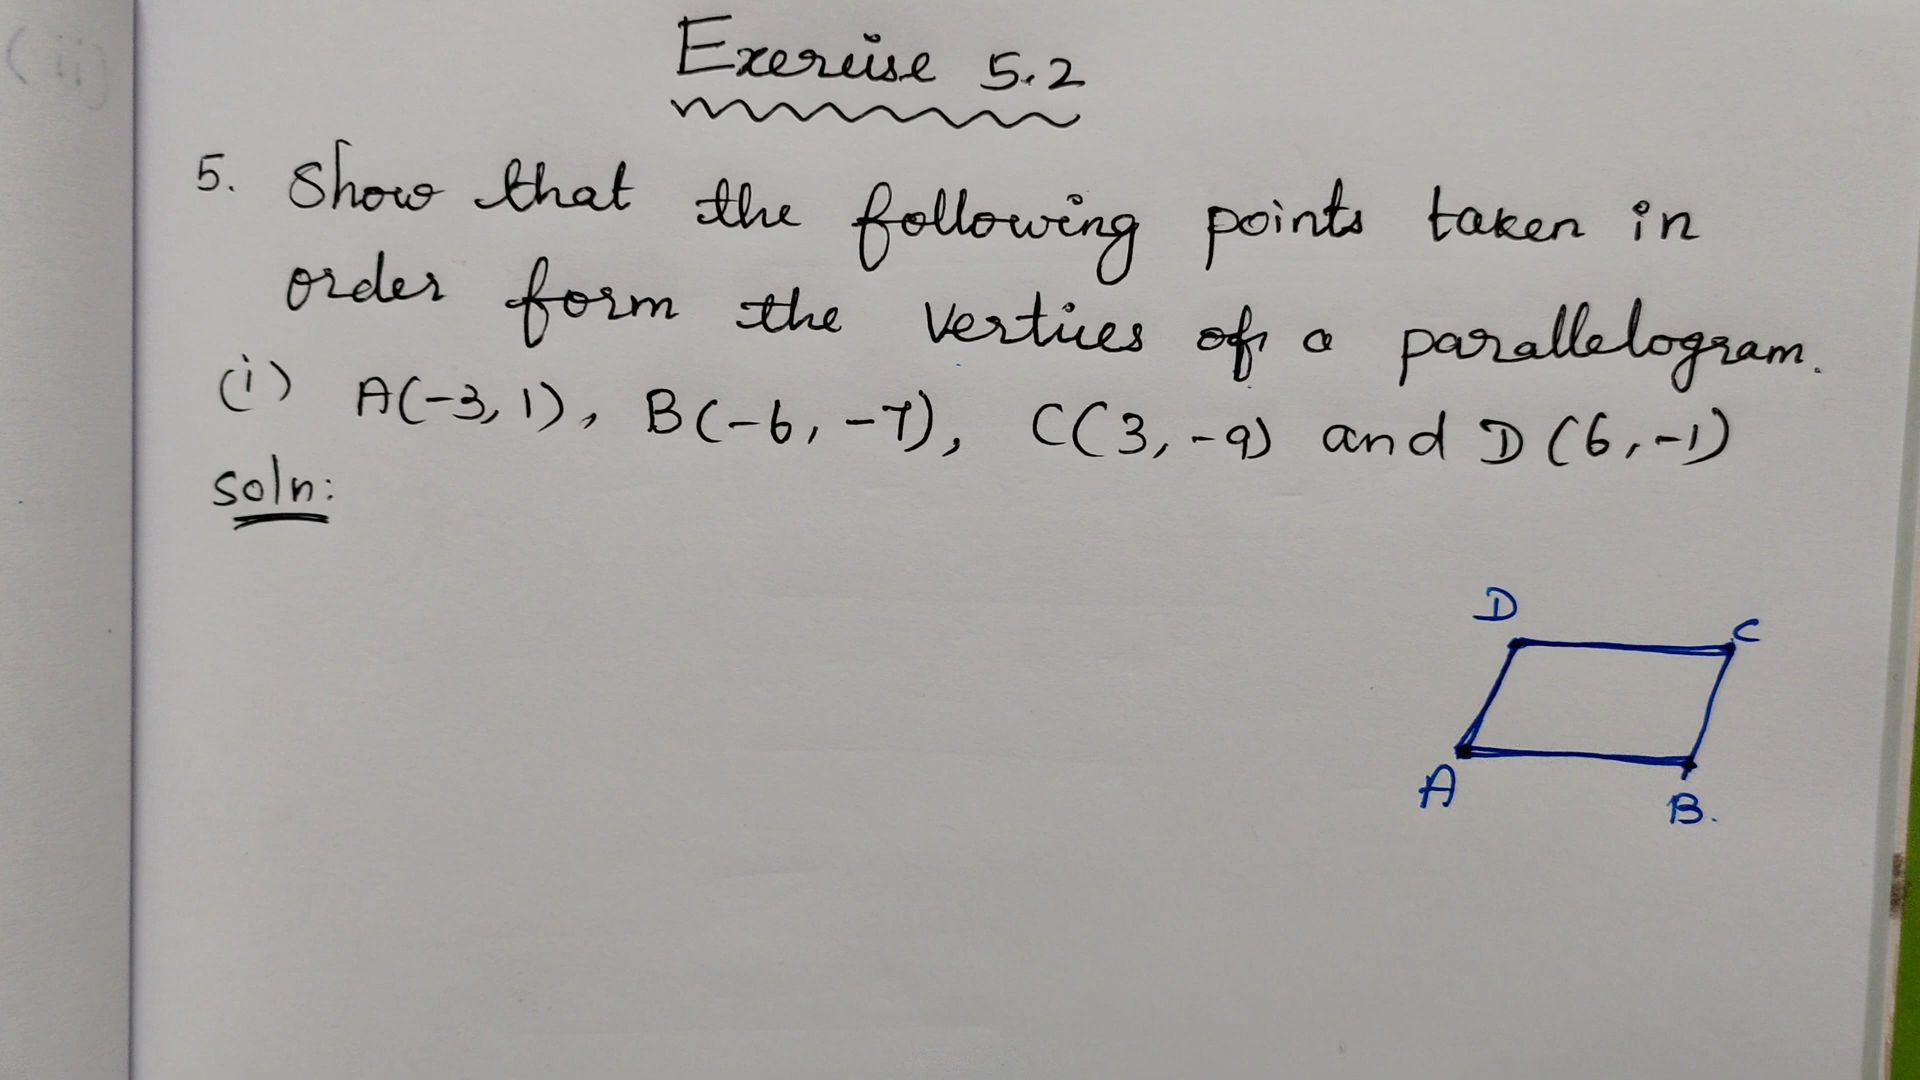 (ii)
Exercise 5.2
5. Show that the following points taken in
order form the vertices of a parallelogram.
(i) A(-3, 1), B(-6, -7), C(3, -9) and D(6, -1)
Soln:
D
C
A
B.